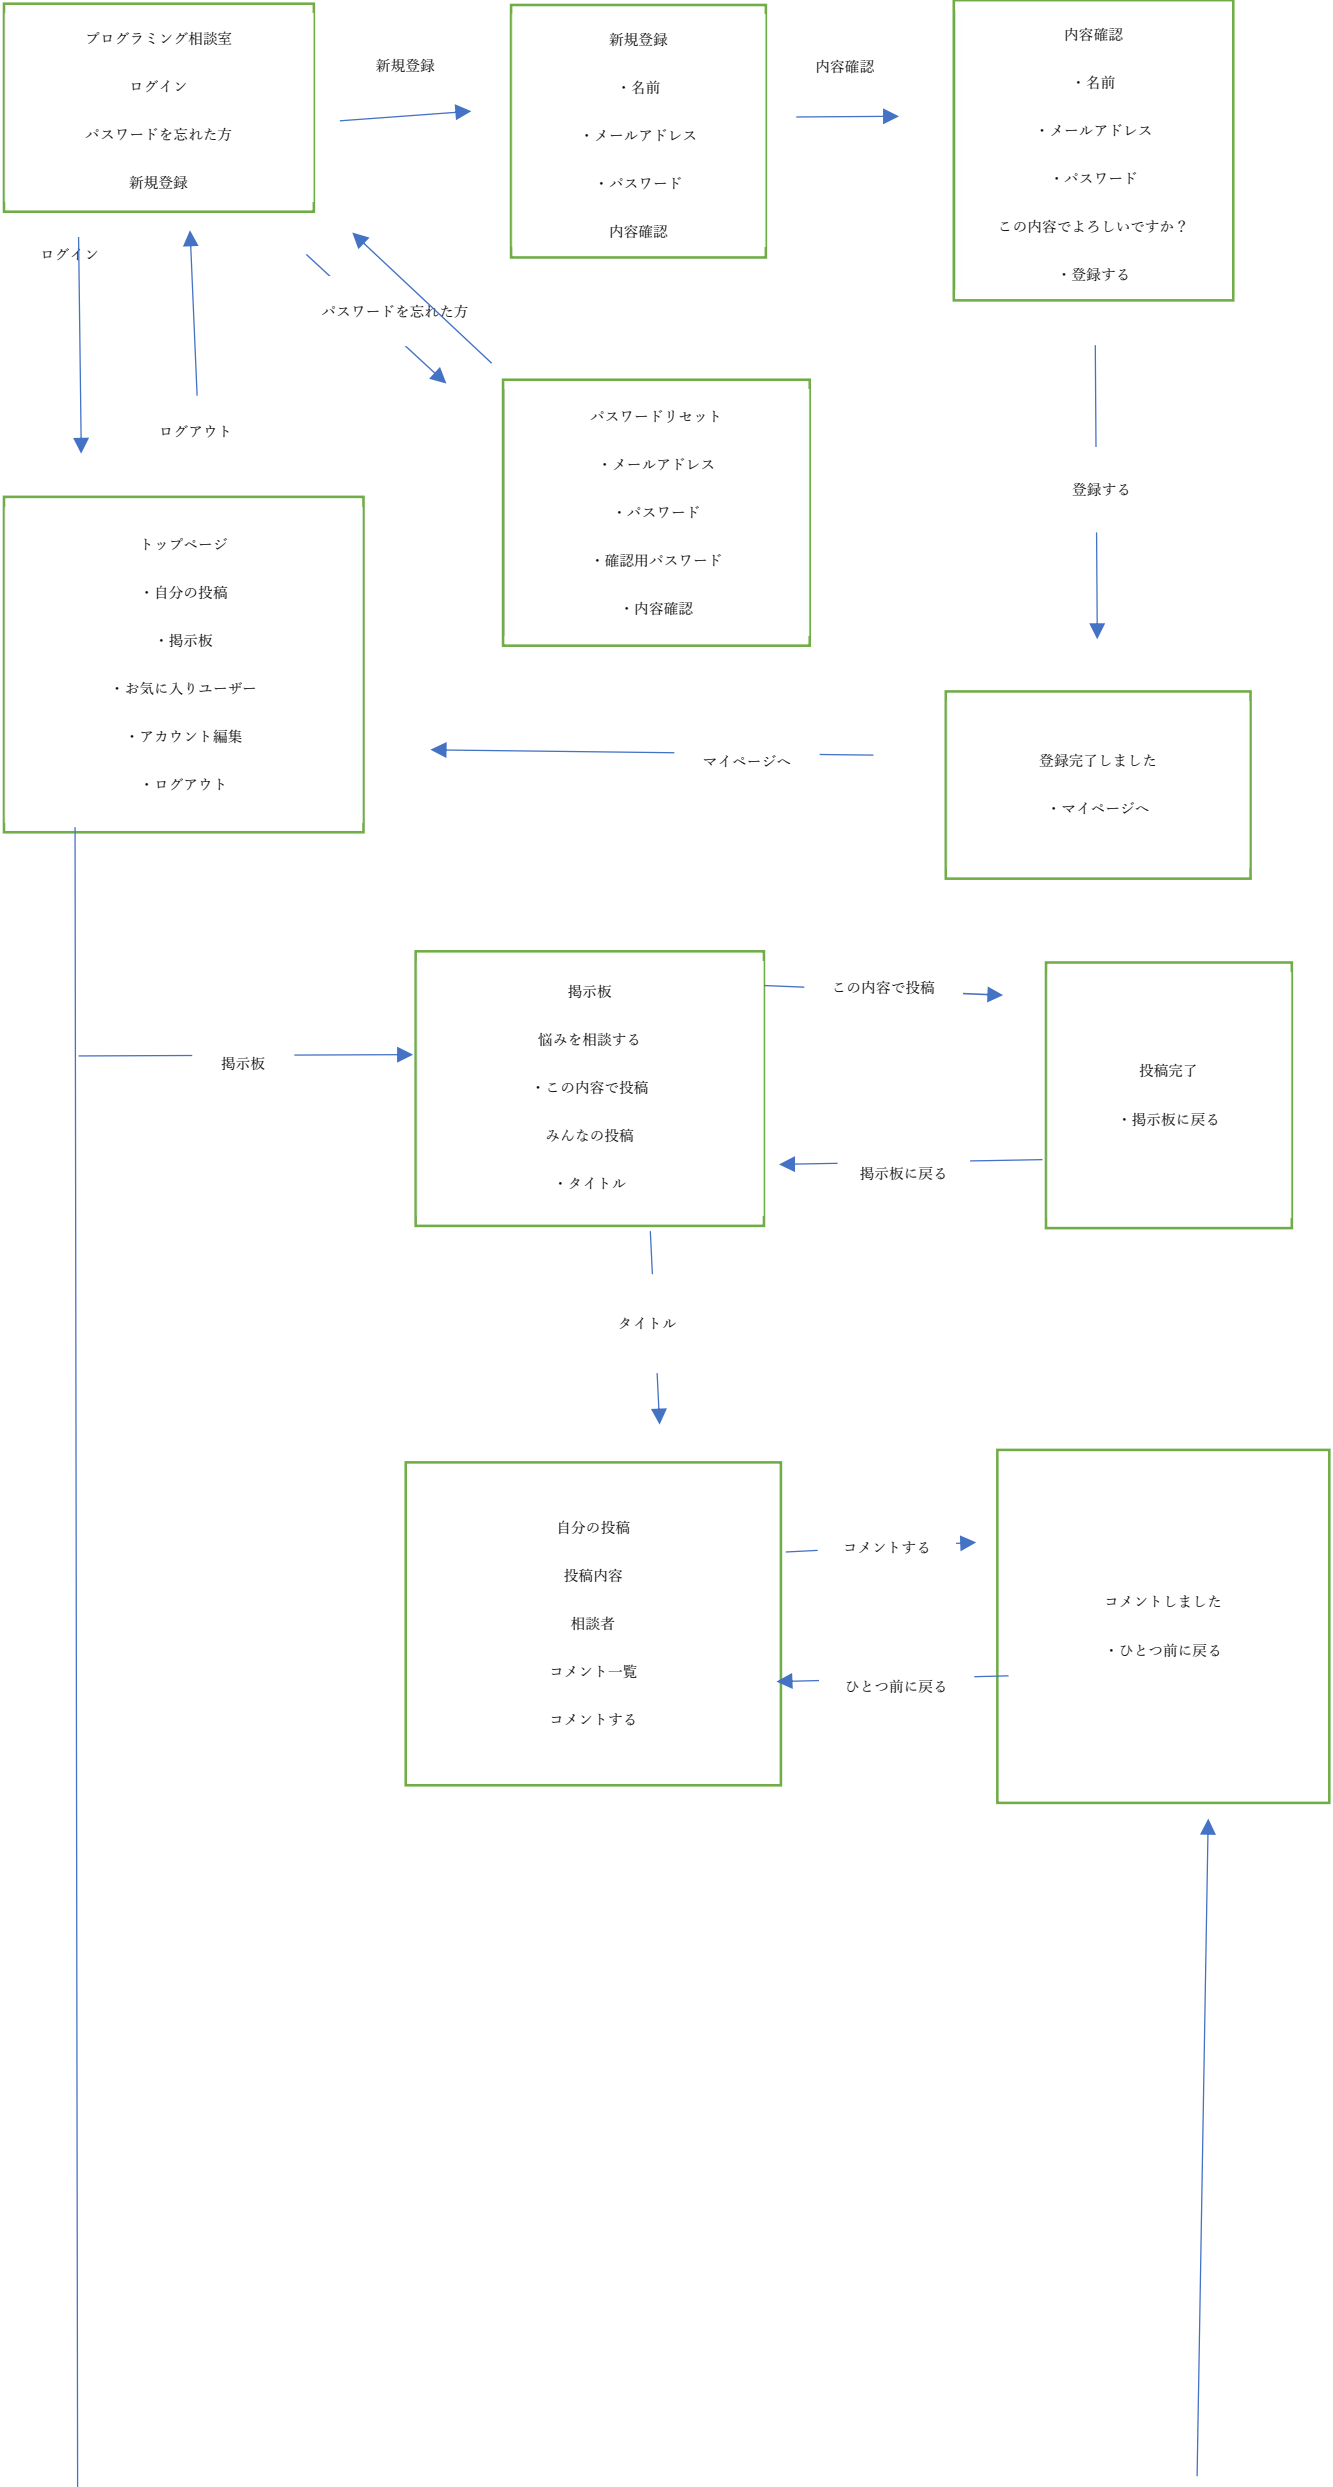 プログラミング相談室
ログイン
パスワードを忘れた方
新規登録
新規登録
新規登録
・名前
・メールアドレス
・パスワード
内容確認
内容確認
内容確認
・名前
・メールアドレス
・パスワード
この内容でよろしいですか？
・登録する
ログイン
ログアウト
パスワードを忘れた方
パスワードリセット
・メールアドレス
・パスワード
・確認用パスワード
・内容確認
登録する
トップページ
・自分の投稿
・掲示板
・お気に入りユーザー
・アカウント編集
・ログアウト
マイページへ
登録完了しました
・マイページへ
掲示板
掲示板
悩みを相談する
・この内容で投稿
みんなの投稿
・タイトル
この内容で投稿
掲示板に戻る
投稿完了
・掲示板に戻る
タイトル
自分の投稿
投稿内容
相談者
コメント一覧
コメントする
コメントする
ひとつ前に戻る
コメントしました
・ひとつ前に戻る